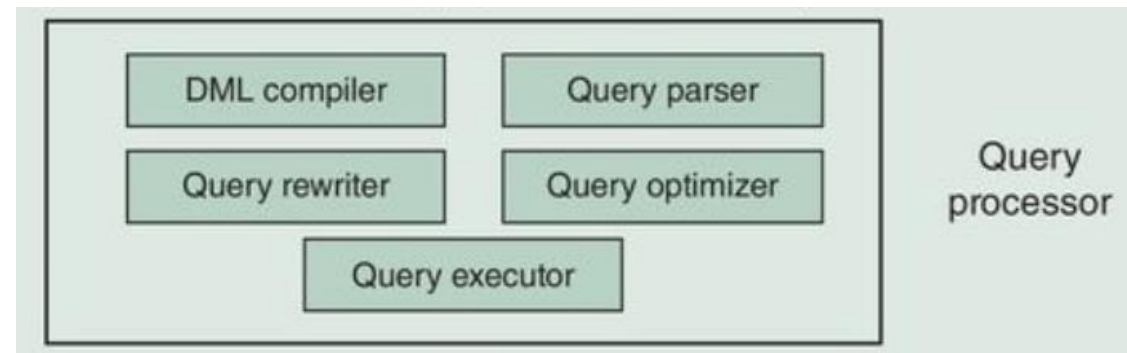 DML compiler
Query parser
Query rewriter
Query optimizer
Query executor
Query
processor